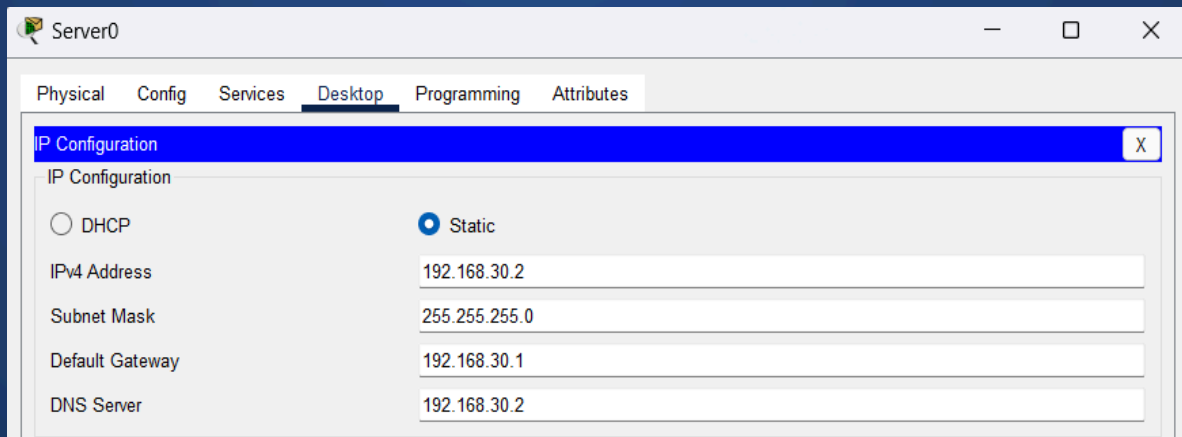 Server0
Physical Config Services Desktop Programming Attributes
IP Configuration X
IP Configuration
DHCP Static
IPv4 Address 192.168.30.2
Subnet Mask 255.255.255.0
Default Gateway 192.168.30.1
DNS Server 192.168.30.2